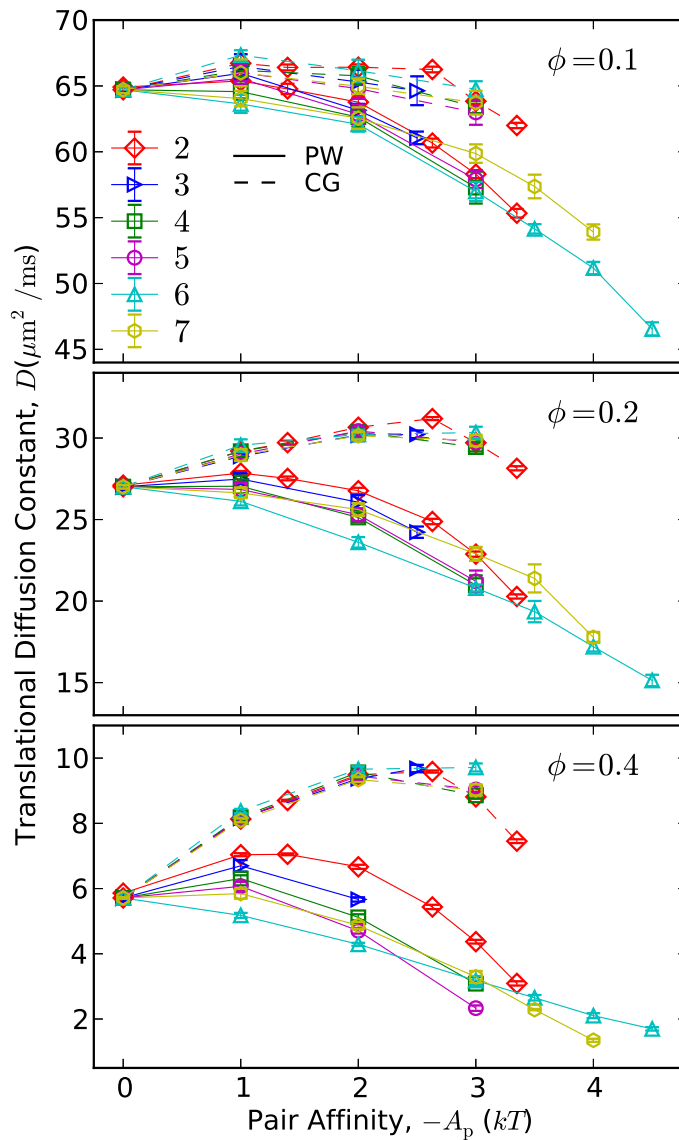 Translational Diffusion Constant, D(μm² /ms)
ϕ=0.1
70
65
60
55
50
45
2
3
4
5
6
7
PW
CG
ϕ=0.2
30
25
20
15
ϕ=0.4
10
8
6
4
2
0 1 2 3 4
Pair Affinity, −Aₚ (kT)